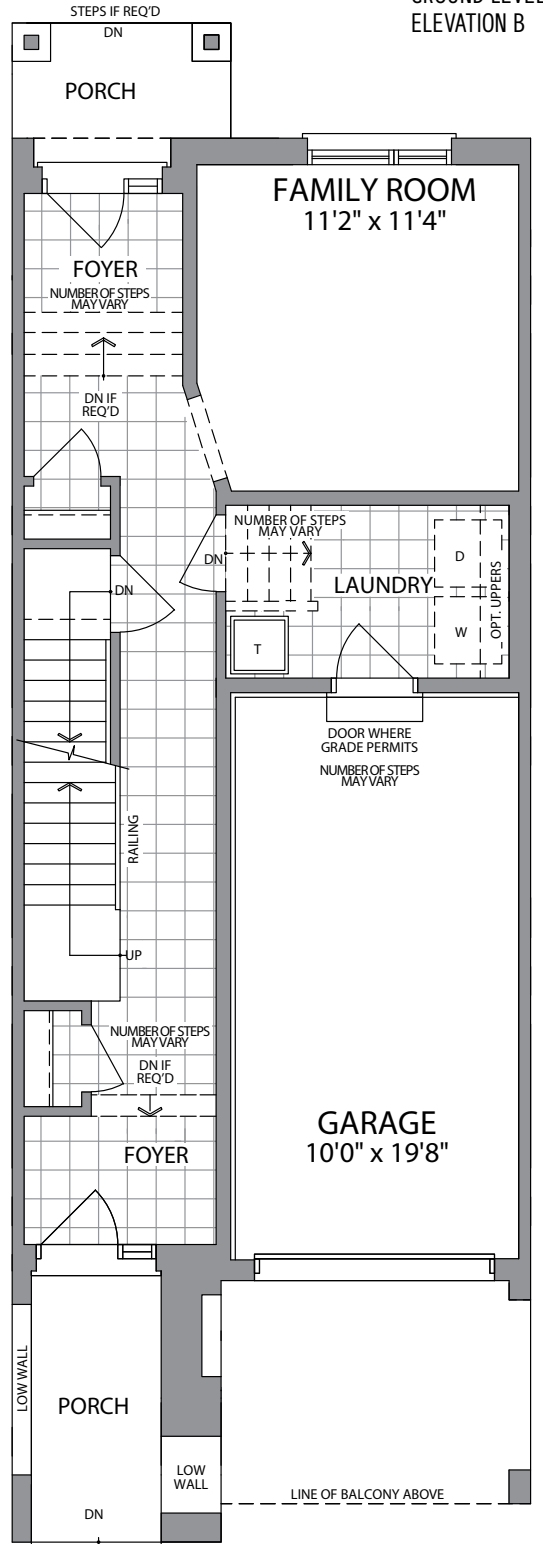 GROUND LEVEL
ELEVATION B
STEPS IF REQ'D
DN
PORCH
FAMILY ROOM
11'2" x 11'4"
FOYER
NUMBER OF STEPS
MAY VARY
DN IF
REQ'D
NUMBER OF STEPS
MAY VARY
DN
LAUNDRY
D
W
OPT. UPPERS
T
DN
DOOR WHERE
GRADE PERMITS
NUMBER OF STEPS
MAY VARY
RAILING
UP
NUMBER OF STEPS
MAY VARY
DN IF
REQ'D
FOYER
GARAGE
10'0" x 19'8"
LOW WALL
PORCH
LOW
WALL
LINE OF BALCONY ABOVE
DN